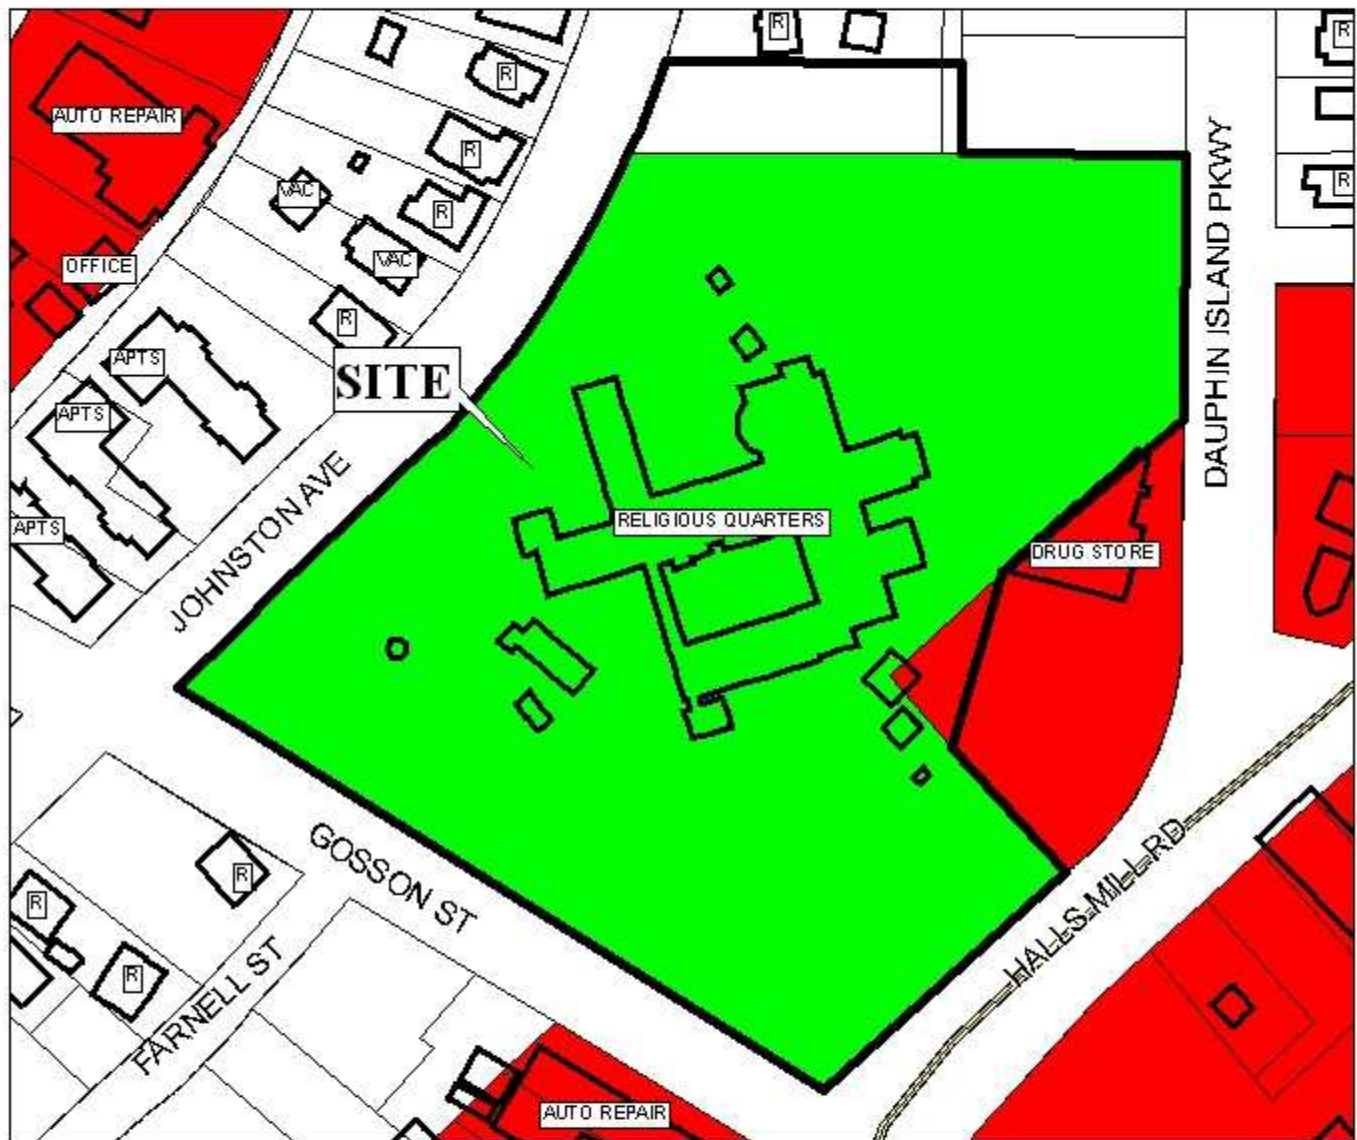 R
R
R
AUTO REPAIR
R
VAC
R
R
VAC
OFFICE
R
APTS
SITE
APTS
APTS
JOHNSTON AVE
RELIGIOUS QUARTERS
DRUG STORE
DAUPHIN ISLAND PKWY
R
GOSSON ST
R
R
R
FARNELL ST
HALLS MILL RD
AUTO REPAIR